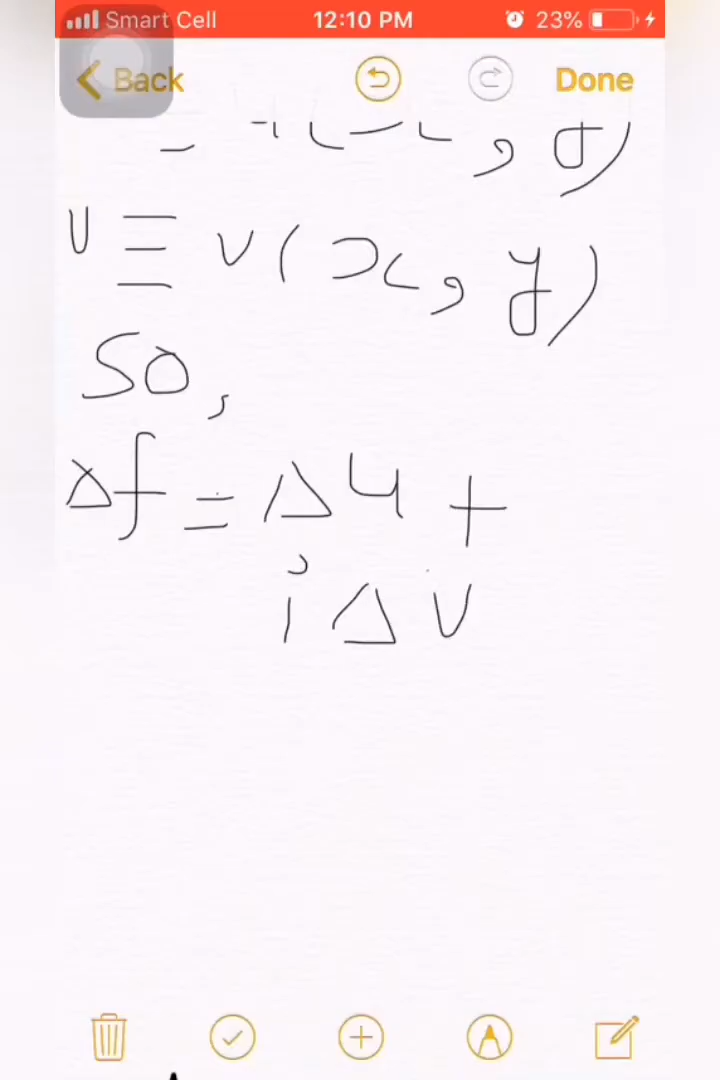 Smart Cell 12:10 PM 23%
Back Done
v ≡ v(x, y)
so,
Δf = Δu +
iΔv